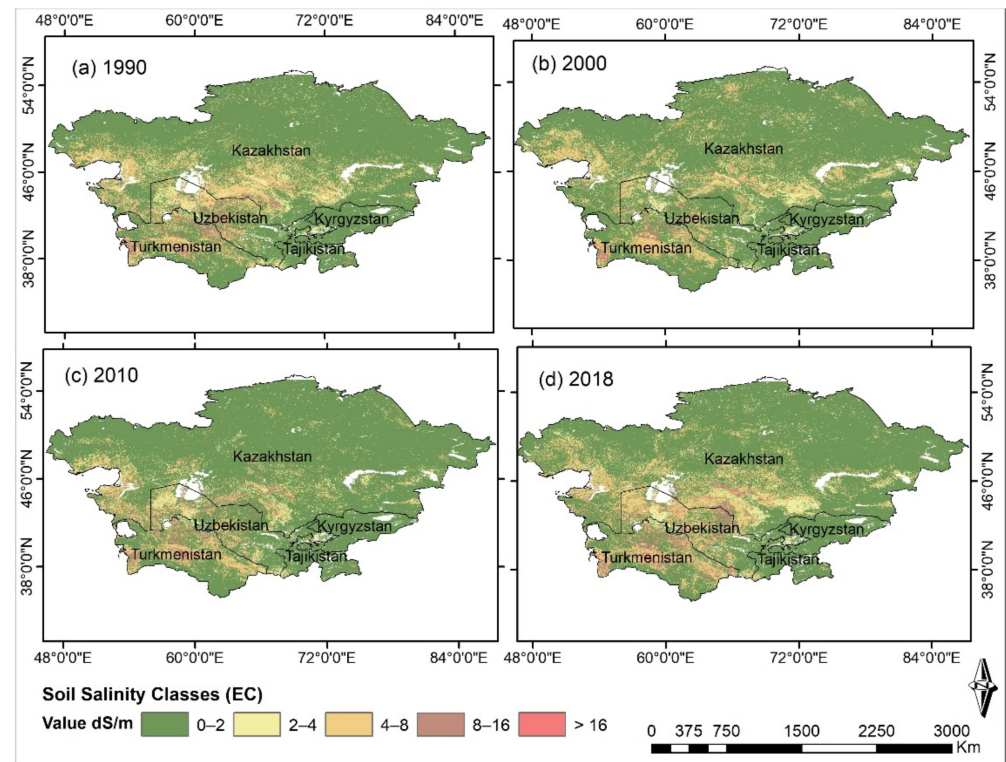 48°0'0"E 60°0'0"E 72°0'0"E 84°0'0"E 48°0'0"E 60°0'0"E 72°0'0"E 84°0'0"E
(a) 1990
54°0'0"N
46°0'0"N
38°0'0"N
Kazakhstan
Uzbekistan
Kyrgyzstan
Turkmenistan
Tajikistan
(b) 2000
54°0'0"N
46°0'0"N
38°0'0"N
Kazakhstan
Uzbekistan
Kyrgyzstan
Turkmenistan
Tajikistan
(c) 2010
54°0'0"N
46°0'0"N
38°0'0"N
Kazakhstan
Uzbekistan
Kyrgyzstan
Turkmenistan
Tajikistan
(d) 2018
54°0'0"N
46°0'0"N
38°0'0"N
Kazakhstan
Uzbekistan
Kyrgyzstan
Turkmenistan
Tajikistan
48°0'0"E 60°0'0"E 72°0'0"E 84°0'0"E 48°0'0"E 60°0'0"E 72°0'0"E 84°0'0"E
Soil Salinity Classes (EC)
Value dS/m 0–2 2–4 4–8 8–16 > 16
N
0 375 750 1500 2250 3000
Km